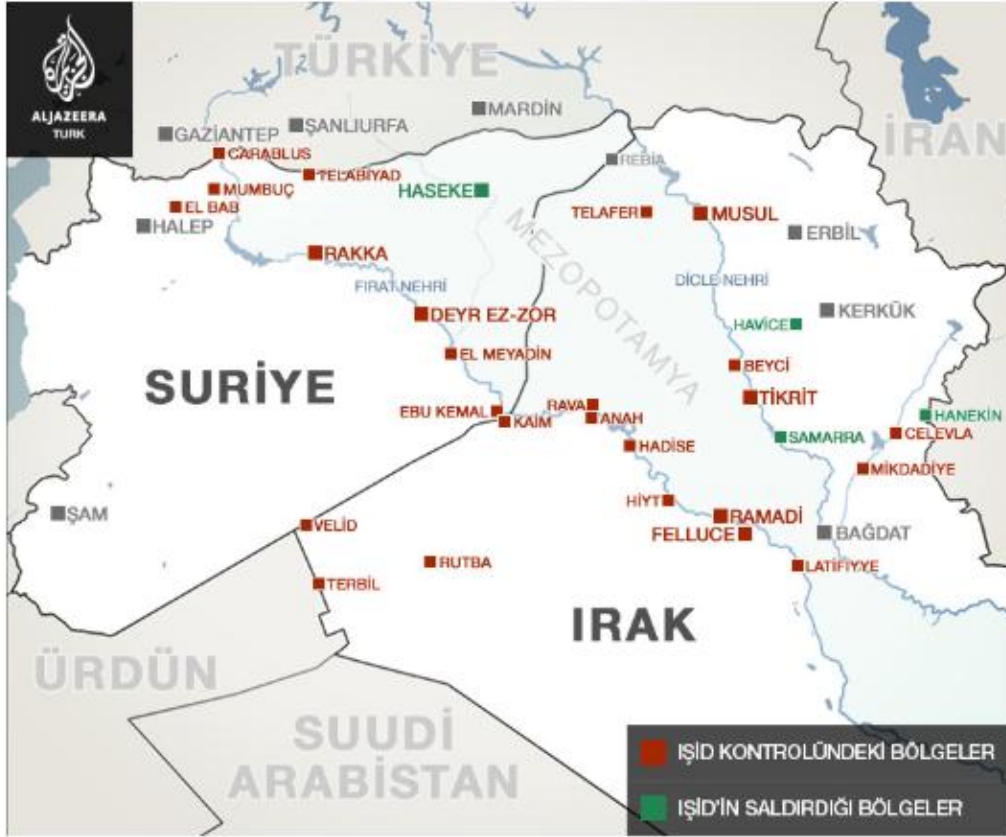 ALJAZEERA
TURK
TÜRKİYE
İRAN
MARDİN
ŞANLIURFA
GAZİANTEP
CARABLUS
TELABİYAD
REBİA
MUMBUÇ
HASEKE
EL BAB
TELAFER
MUSUL
HALEP
ERBİL
RAKKA
MEZOPOTAMYA
FIRAT NEHRİ
DİCLE NEHRİ
DEYR EZ-ZOR
KERKÜK
HAVİCE
EL MEYADİN
BEYCİ
SURİYE
TİKRİT
EBU KEMAL
RAVA
KAİM
ANAH
HANEKİN
SAMARRA
CELEVLA
HADİSE
MİKDADİYE
HİYT
ŞAM
RAMADİ
VELİD
FELLUCE
BAĞDAT
RUTBA
LATİFİYYE
TERBİL
IRAK
ÜRDÜN
SUUDİ
ARABİSTAN
IŞİD KONTROLÜNDEKİ BÖLGELER
IŞİD'İN SALDIRDIĞI BÖLGELER